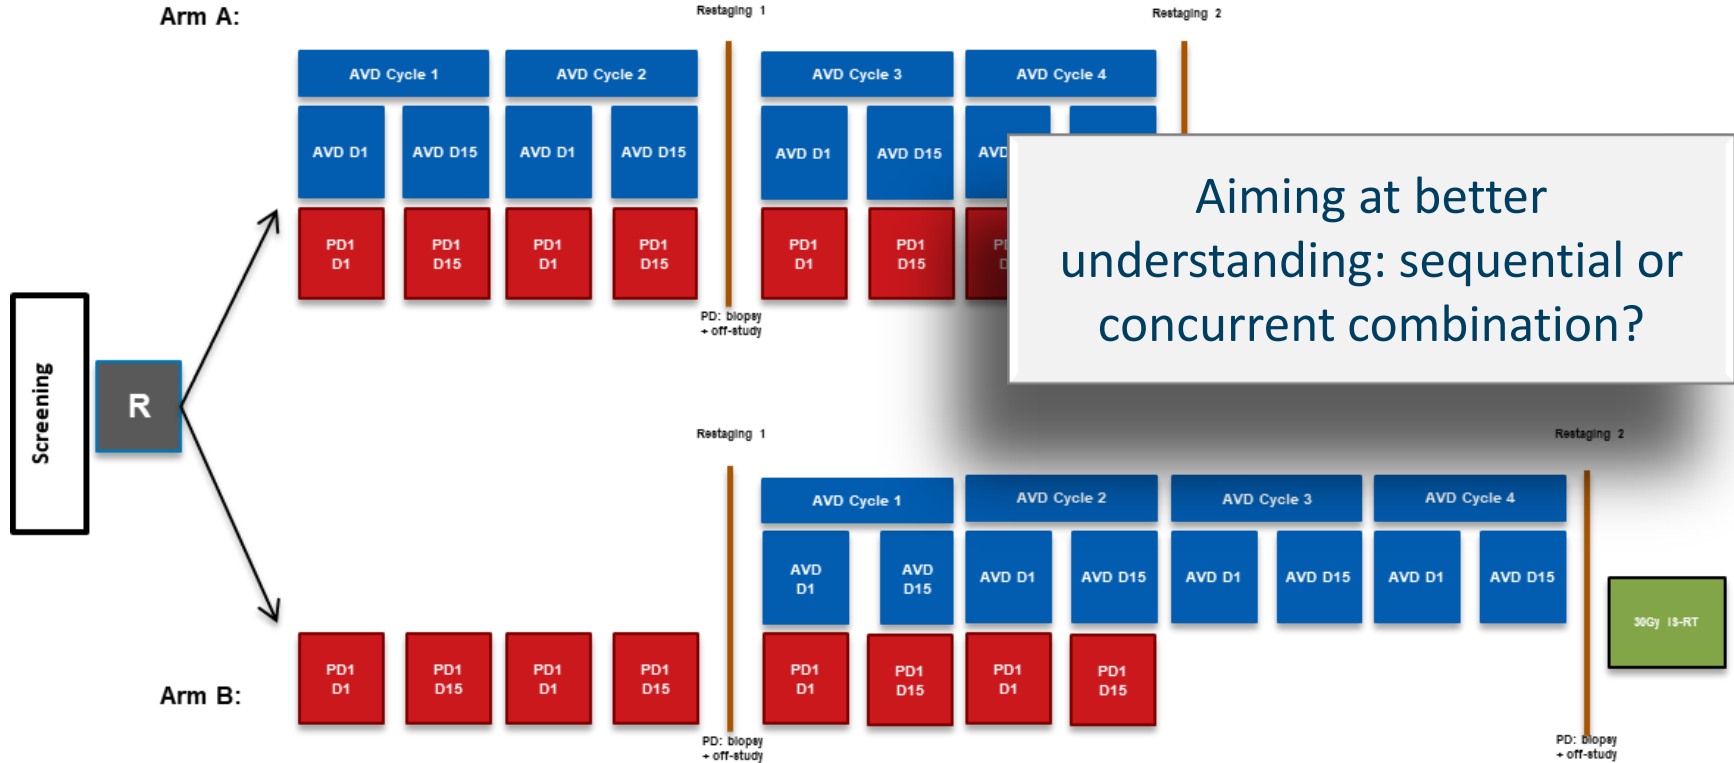 Arm A:
Restaging 1
Restaging 2
AVD Cycle 1
AVD Cycle 2
AVD Cycle 3
AVD Cycle 4
AVD D1
AVD D15
AVD D1
AVD D15
AVD D1
AVD D15
AVD
PD1
D1
PD1
D15
PD1
D1
PD1
D15
PD1
D1
PD1
D15
PD: biopsy
+ off-study
Aiming at better
understanding: sequential or
concurrent combination?
Screening
R
Restaging 1
Restaging 2
AVD Cycle 1
AVD Cycle 2
AVD Cycle 3
AVD Cycle 4
AVD
D1
AVD
D15
AVD D1
AVD D15
AVD D1
AVD D15
AVD D1
AVD D15
30Gy IS-RT
Arm B:
PD1
D1
PD1
D15
PD1
D1
PD1
D15
PD1
D1
PD1
D15
PD1
D1
PD1
D15
PD: biopsy
+ off-study
PD: biopsy
+ off-study